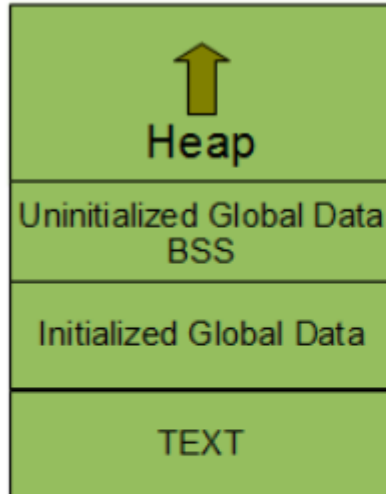 Heap
Uninitialized Global Data
BSS
Initialized Global Data
TEXT